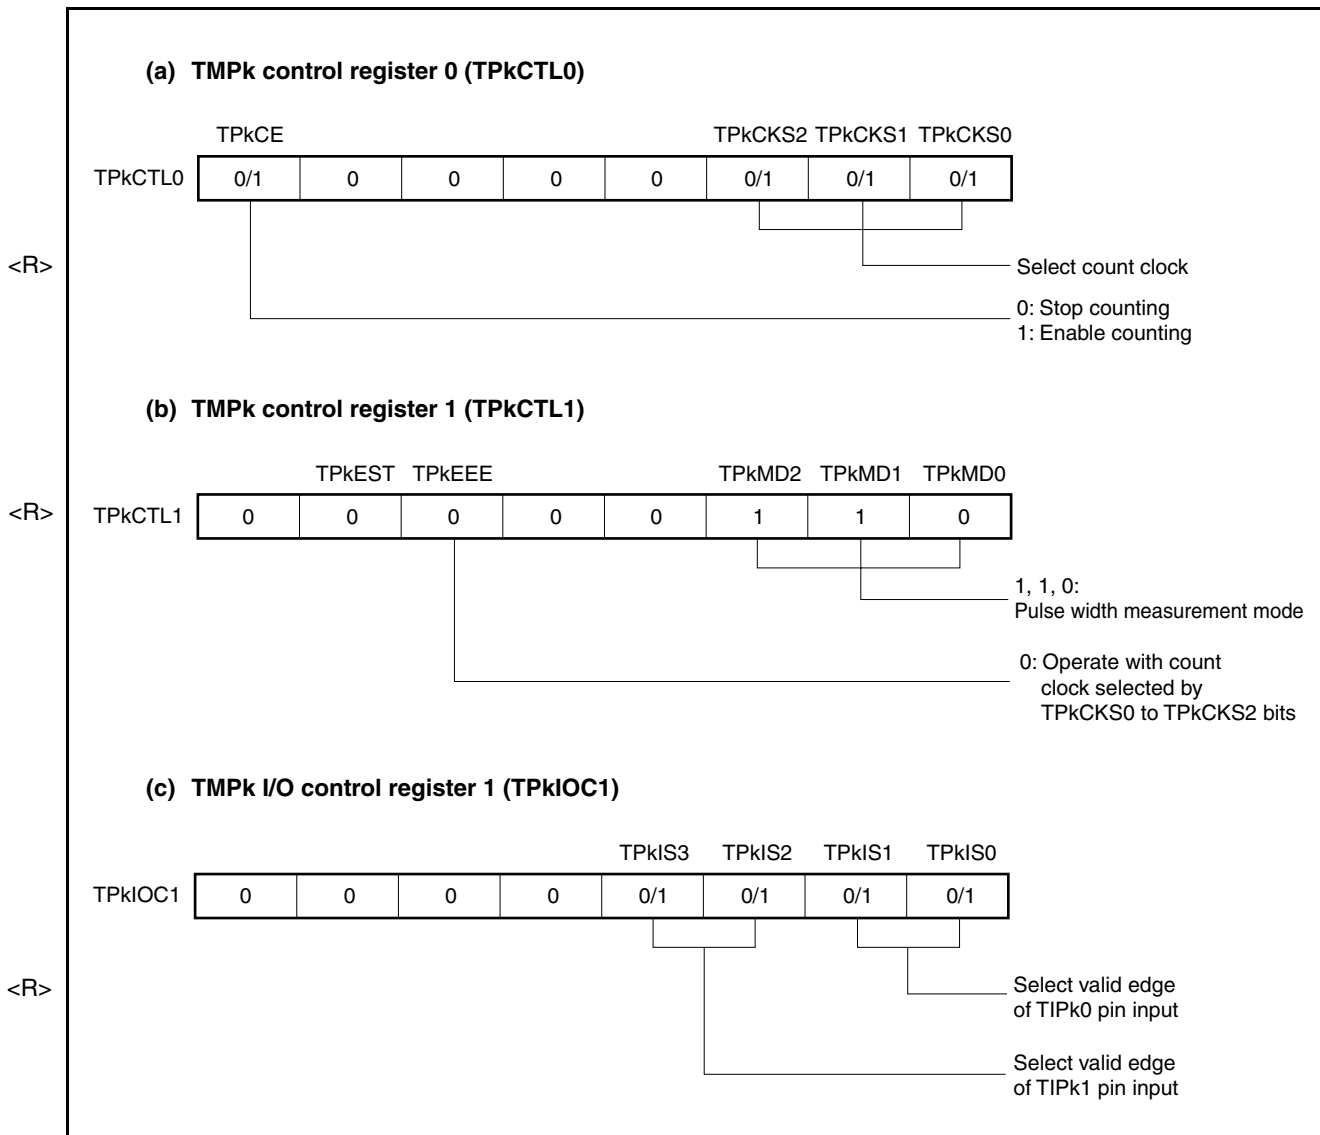 (a) TMPk control register 0 (TPkCTL0)
TPkCE TPkCKS2 TPkCKS1 TPkCKS0
TPkCTL0 0/1 0 0 0 0 0/1 0/1 0/1
<R>
Select count clock
0: Stop counting
1: Enable counting
(b) TMPk control register 1 (TPkCTL1)
TPkEST TPkEEE TPkMD2 TPkMD1 TPkMD0
<R> TPkCTL1 0 0 0 0 0 1 1 0
1, 1, 0:
Pulse width measurement mode
0: Operate with count
clock selected by
TPkCKS0 to TPkCKS2 bits
(c) TMPk I/O control register 1 (TPkIOC1)
TPkIS3 TPkIS2 TPkIS1 TPkIS0
TPkIOC1 0 0 0 0 0/1 0/1 0/1 0/1
<R>
Select valid edge
of TIPk0 pin input
Select valid edge
of TIPk1 pin input